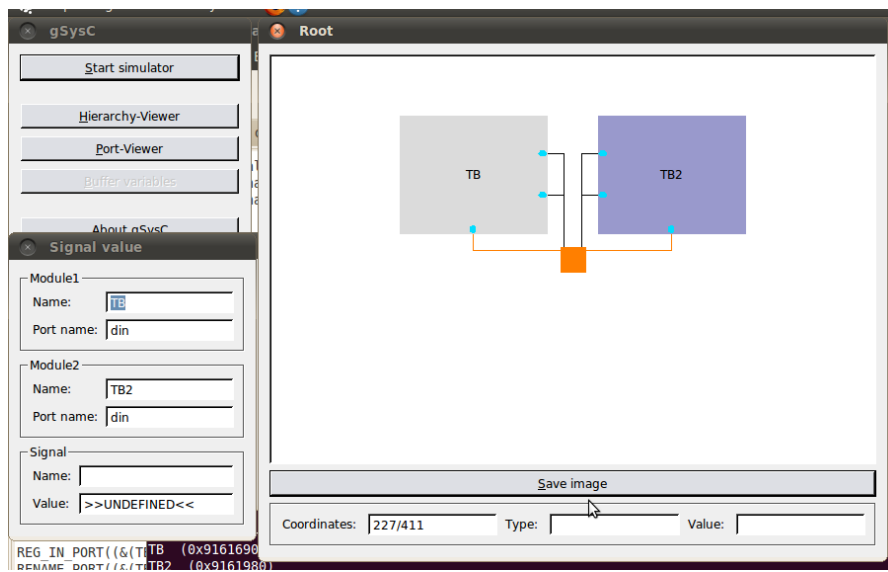 gSysC
Start simulator
Hierarchy-Viewer
Port-Viewer
Buffer variables
About gSysC
Signal value
Module1
Name: TB
Port name: din
Module2
Name: TB2
Port name: din
Signal
Name:
Value: >>UNDEFINED<<
REG_IN_PORT((&(TB
TB (0x9161690
RENAME_PORT((&(TB
TB2 (0x9161980)
Root
TB
TB2
Save image
Coordinates: 227/411 Type: Value: